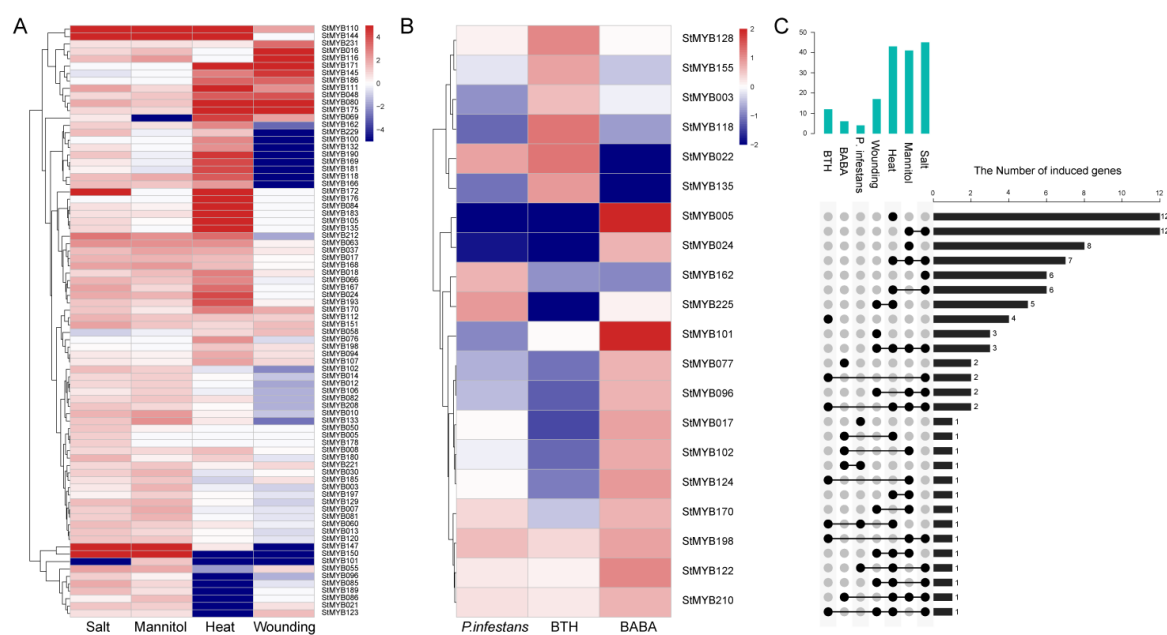 A
StMYB110
StMYB144
StMYB231
StMYB016
StMYB116
StMYB171
StMYB145
StMYB186
StMYB111
StMYB048
StMYB080
StMYB175
StMYB069
StMYB162
StMYB229
StMYB100
StMYB132
StMYB190
StMYB169
StMYB181
StMYB118
StMYB166
StMYB172
StMYB176
StMYB084
StMYB183
StMYB105
StMYB135
StMYB212
StMYB063
StMYB037
StMYB017
StMYB168
StMYB018
StMYB066
StMYB167
StMYB024
StMYB193
StMYB170
StMYB112
StMYB151
StMYB058
StMYB076
StMYB198
StMYB094
StMYB107
StMYB102
StMYB014
StMYB012
StMYB106
StMYB082
StMYB208
StMYB010
StMYB133
StMYB050
StMYB005
StMYB178
StMYB008
StMYB180
StMYB221
StMYB030
StMYB185
StMYB003
StMYB197
StMYB129
StMYB007
StMYB081
StMYB060
StMYB013
StMYB120
StMYB147
StMYB150
StMYB101
StMYB055
StMYB096
StMYB085
StMYB189
StMYB086
StMYB021
StMYB123
Salt Mannitol Heat Wounding
4
2
0
−2
−4
B
StMYB128
StMYB155
StMYB003
StMYB118
StMYB022
StMYB135
StMYB005
StMYB024
StMYB162
StMYB225
StMYB101
StMYB077
StMYB096
StMYB017
StMYB102
StMYB124
StMYB170
StMYB198
StMYB122
StMYB210
P.infestans BTH BABA
2
1
0
−1
−2
C
50
40
30
20
10
0
BTH
BABA
P. infestans
Wounding
Heat
Mannitol
Salt
The Number of induced genes
0 2 4 6 8 10 12
12
12
8
7
6
6
5
4
3
3
2
2
2
2
1
1
1
1
1
1
1
1
1
1
1
1
1
1